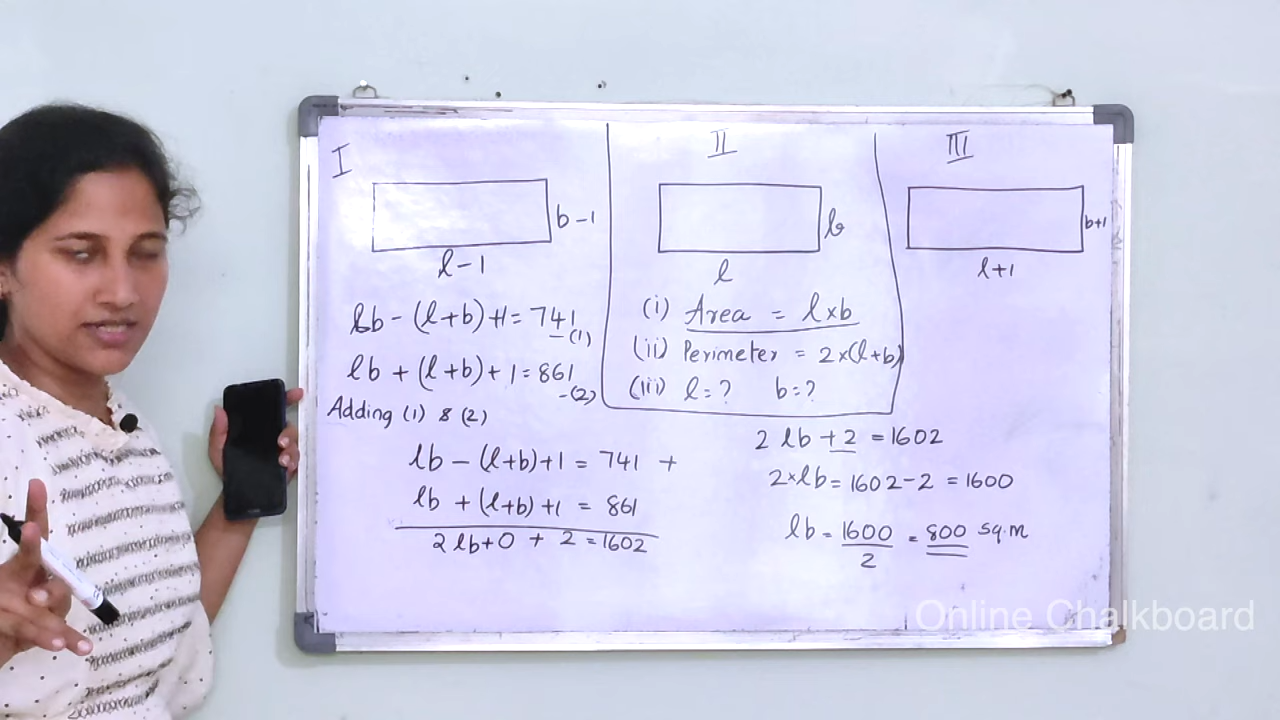 I
b-1
l-1
lb - (l+b)+1 = 741 -(1)
lb + (l+b) + 1 = 861 -(2)
Adding (1) & (2)
lb - (l+b)+1 = 741 +
lb + (l+b) +1 = 861
2lb+0 + 2 = 1602
II
b
l
(i) Area = l×b
(ii) Perimeter = 2×(l+b)
(iii) l=? b=?
III
b+1
l+1
2 lb + 2 = 1602
2×lb = 1602-2 = 1600
lb = 1600/2 = 800 sq.m
Online Chalkboard